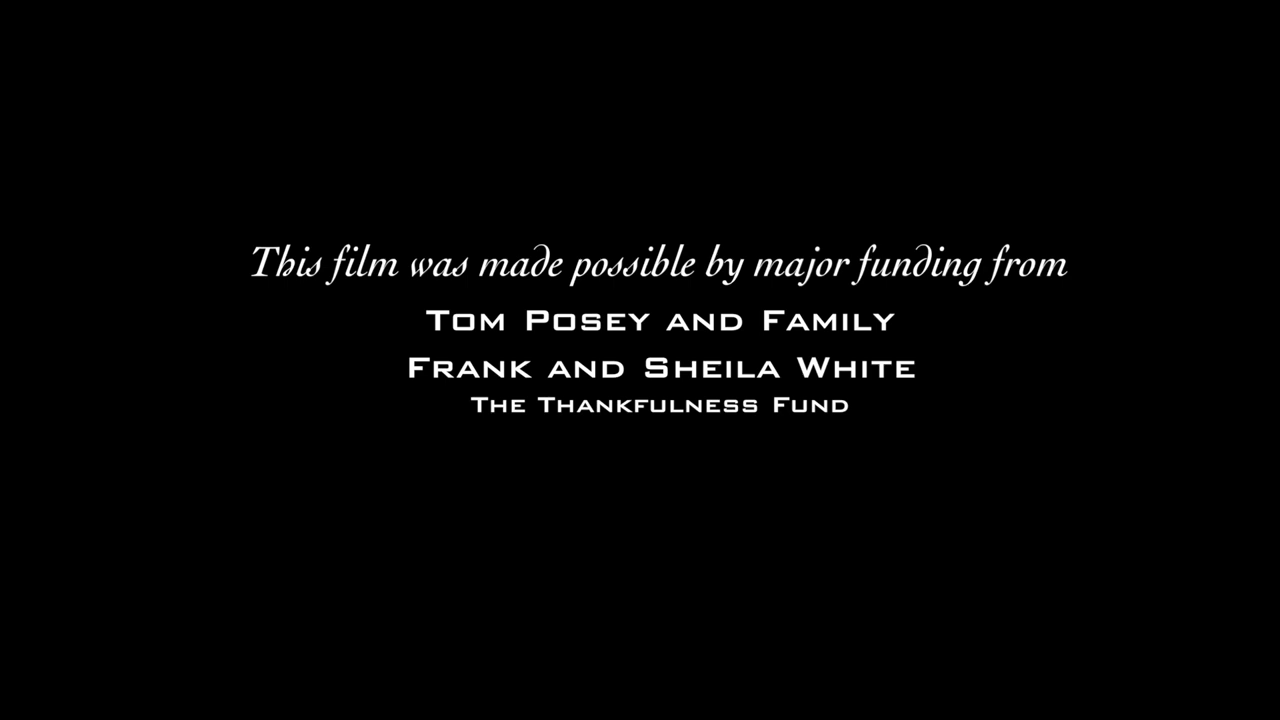 This film was made possible by major funding from
Tom Posey and Family
Frank and Sheila White
The Thankfulness Fund